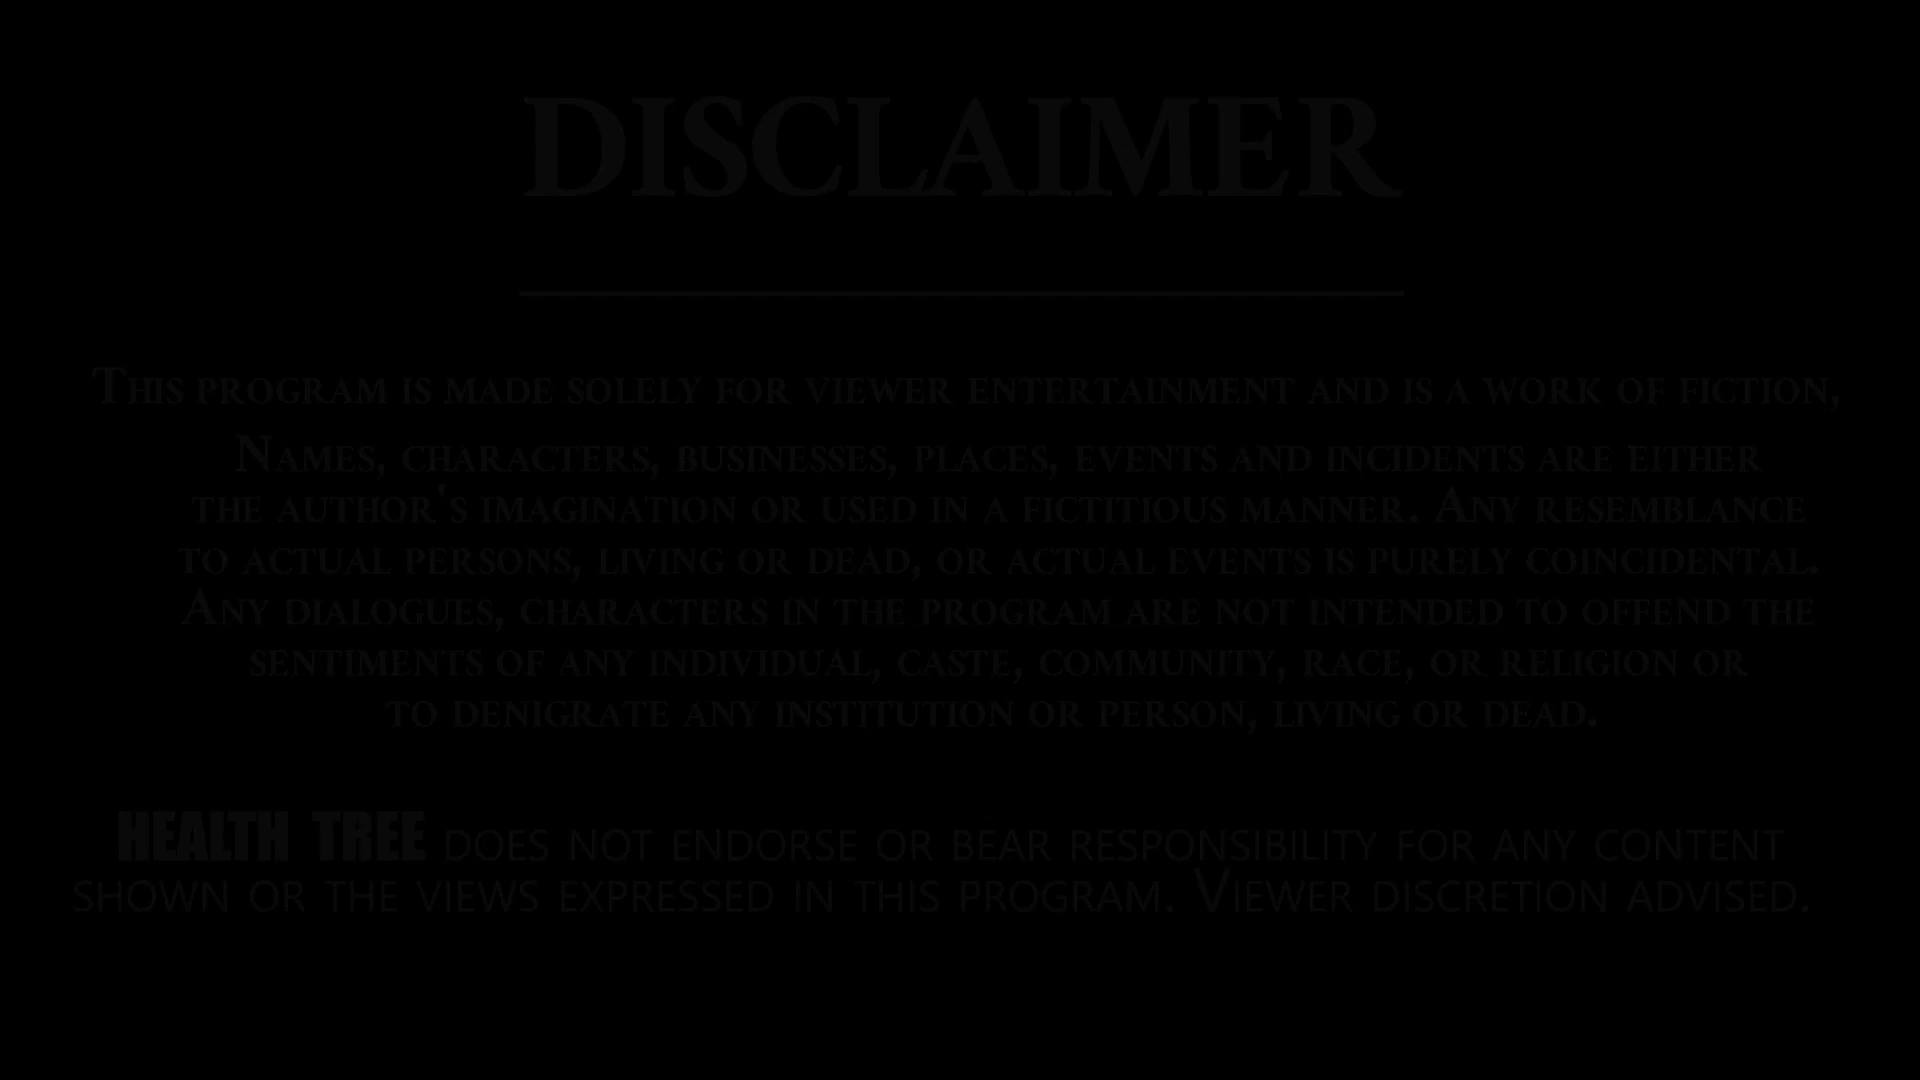 DISCLAIMER
This program is made solely for viewer entertainment and is a work of fiction,
Names, characters, businesses, places, events and incidents are either
the author's imagination or used in a fictitious manner. Any resemblance
to actual persons, living or dead, or actual events is purely coincidental.
Any dialogues, characters in the program are not intended to offend the
sentiments of any individual, caste, community, race, or religion or
to denigrate any institution or person, living or dead.
HEALTH TREE does not endorse or bear responsibility for any content
shown or the views expressed in this program. Viewer discretion advised.